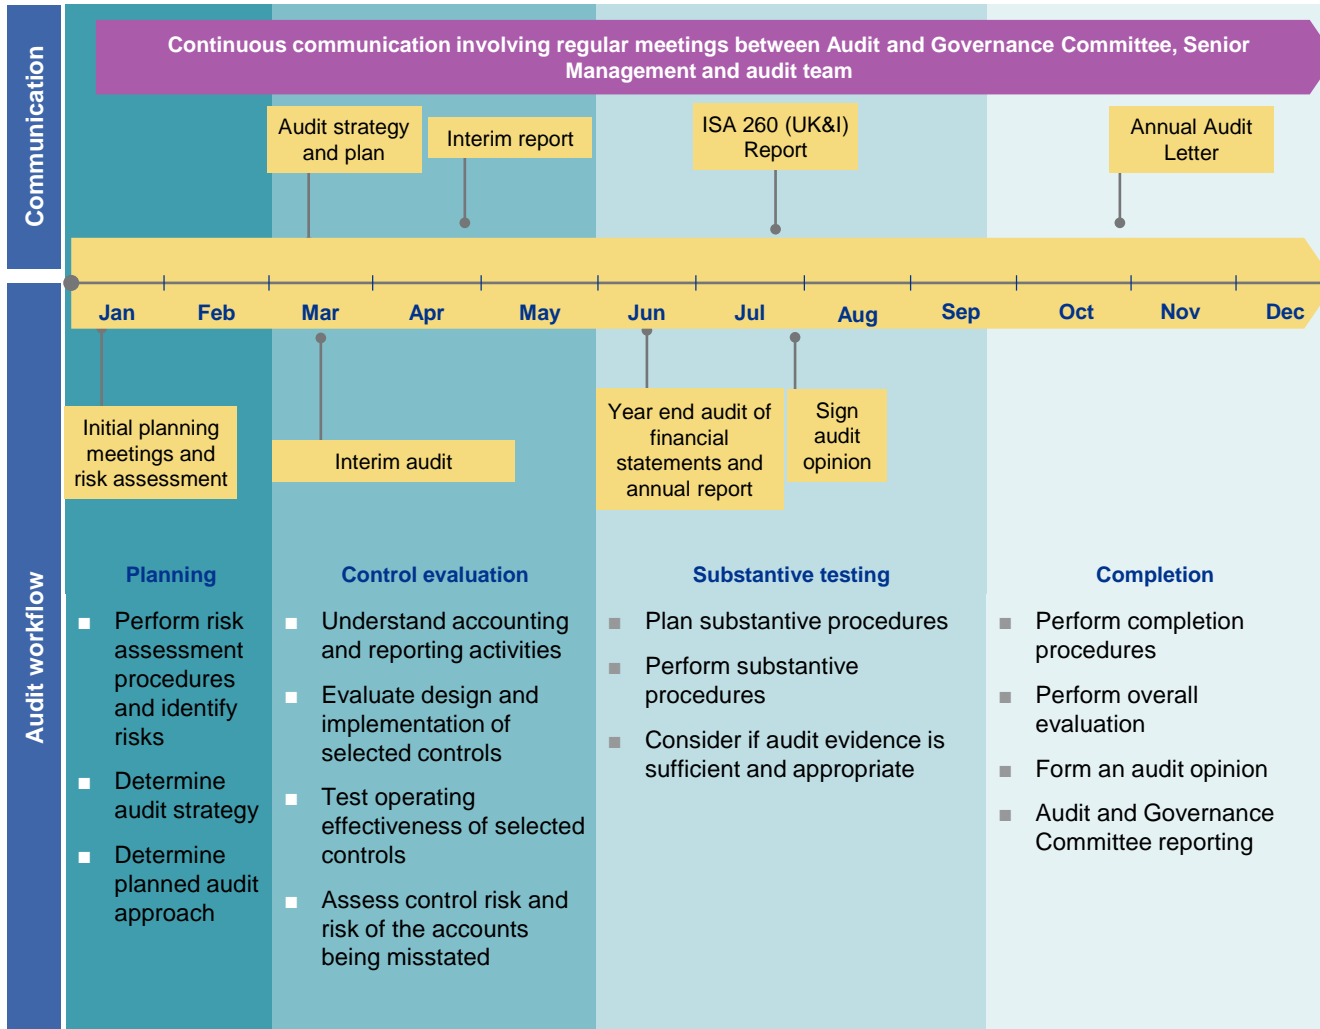 Communication
Continuous communication involving regular meetings between Audit and Governance Committee, Senior
Management and audit team
Audit strategy
and plan
Interim report
ISA 260 (UK&I)
Report
Annual Audit
Letter
Jan
Feb
Mar
Apr
May
Jun
Jul
Aug
Sep
Oct
Nov
Dec
Audit workflow
Initial planning
meetings and
risk assessment
Interim audit
Year end audit of
financial
statements and
annual report
Sign
audit
opinion
Planning
Perform risk
assessment
procedures
and identify
risks
Determine
audit strategy
Determine
planned audit
approach
Control evaluation
Understand accounting
and reporting activities
Evaluate design and
implementation of
selected controls
Test operating
effectiveness of selected
controls
Assess control risk and
risk of the accounts
being misstated
Substantive testing
Plan substantive procedures
Perform substantive
procedures
Consider if audit evidence is
sufficient and appropriate
Completion
Perform completion
procedures
Perform overall
evaluation
Form an audit opinion
Audit and Governance
Committee reporting